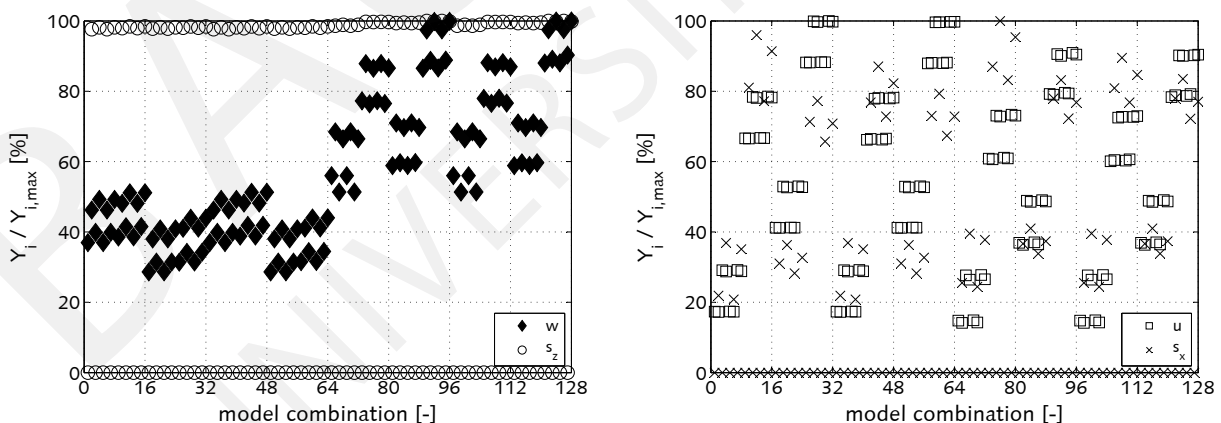 100
80
60
40
20
0
0 16 32 48 64 80 96 112 128
Y_i / Y_i,max [%]
model combination [-]
w
s_z
100
80
60
40
20
0
0 16 32 48 64 80 96 112 128
Y_i / Y_i,max [%]
model combination [-]
u
s_x